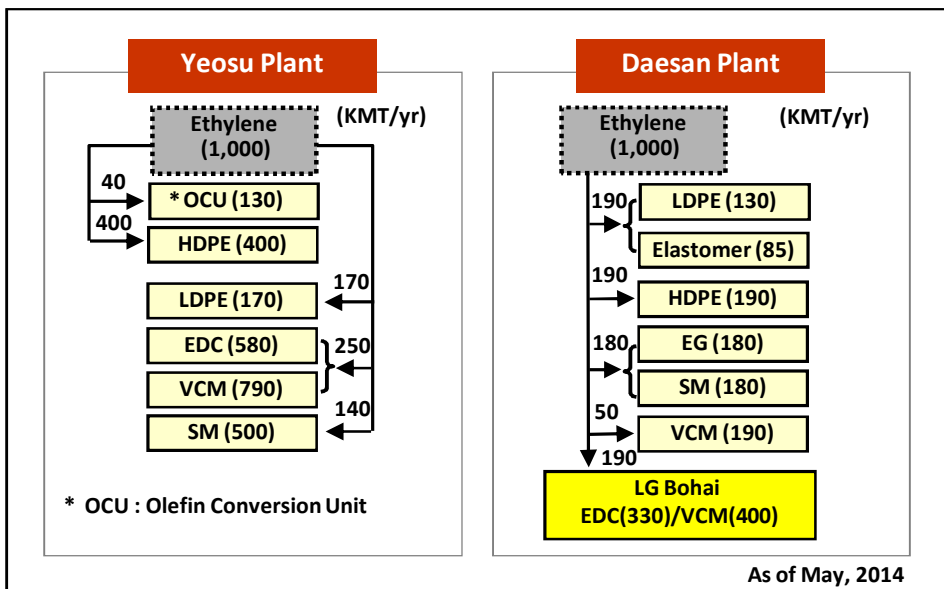 Yeosu Plant
Ethylene
(1,000)
(KMT/yr)
40
* OCU (130)
400
HDPE (400)
170
LDPE (170)
EDC (580)
250
VCM (790)
140
SM (500)
* OCU : Olefin Conversion Unit
Daesan Plant
Ethylene
(1,000)
(KMT/yr)
190
LDPE (130)
Elastomer (85)
190
HDPE (190)
180
EG (180)
SM (180)
50
VCM (190)
190
LG Bohai
EDC(330)/VCM(400)
As of May, 2014